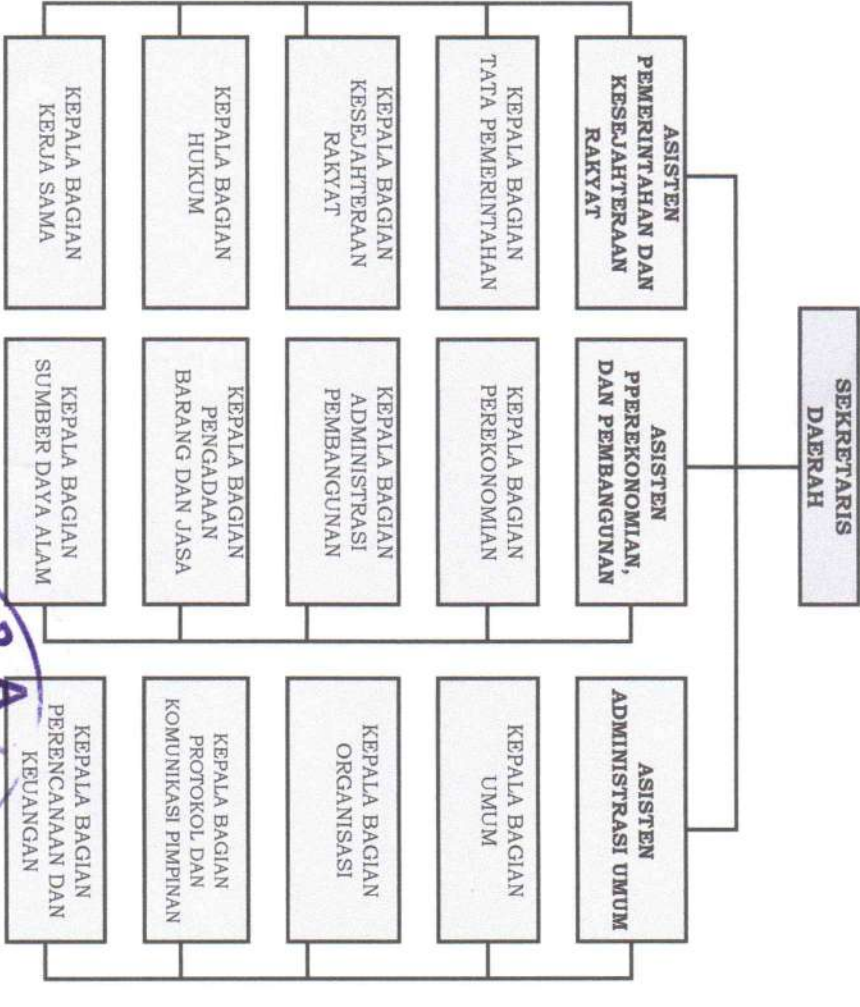 SEKRETARIS
DAERAH
ASISTEN
PEMERINTAHAN DAN
KESEJAHTERAAN
RAKYAT
KEPALA BAGIAN
TATA PEMERINTAHAN
KEPALA BAGIAN
KESEJAHTERAAN
RAKYAT
KEPALA BAGIAN
HUKUM
KEPALA BAGIAN
KERJA SAMA
ASISTEN
PPEREKONOMIAN,
DAN PEMBANGUNAN
KEPALA BAGIAN
PEREKONOMIAN
KEPALA BAGIAN
ADMINISTRASI
PEMBANGUNAN
KEPALA BAGIAN
PENGADAAN
BARANG DAN JASA
KEPALA BAGIAN
SUMBER DAYA ALAM
ASISTEN
ADMINISTRASI UMUM
KEPALA BAGIAN
UMUM
KEPALA BAGIAN
ORGANISASI
KEPALA BAGIAN
PROTOKOL DAN
KOMUNIKASI PIMPINAN
KEPALA BAGIAN
PERENCANAAN DAN
KEUANGAN